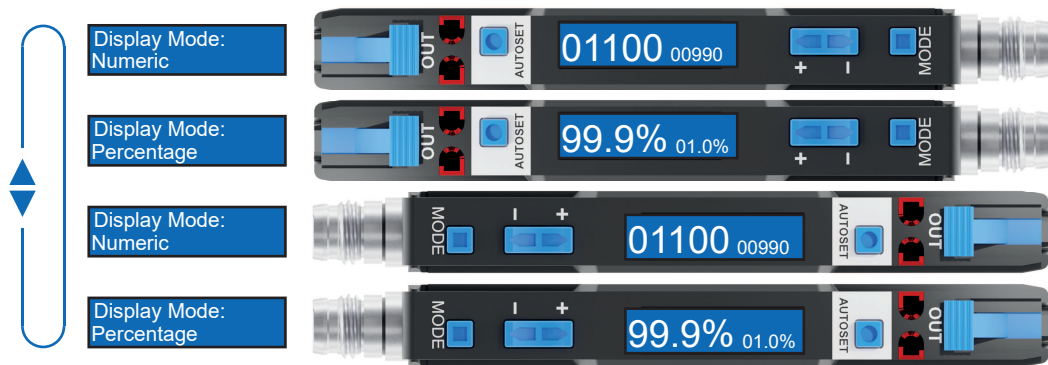 Display Mode:
Numeric
OUT
AUTOSET
01100 00990
+ −
MODE
Display Mode:
Percentage
OUT
AUTOSET
99.9% 01.0%
+ −
MODE
Display Mode:
Numeric
MODE
− +
01100 00990
AUTOSET
OUT
Display Mode:
Percentage
MODE
− +
99.9% 01.0%
AUTOSET
OUT